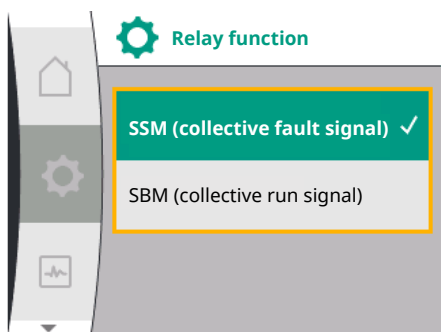 Relay function
SSM (collective fault signal)
SBM (collective run signal)